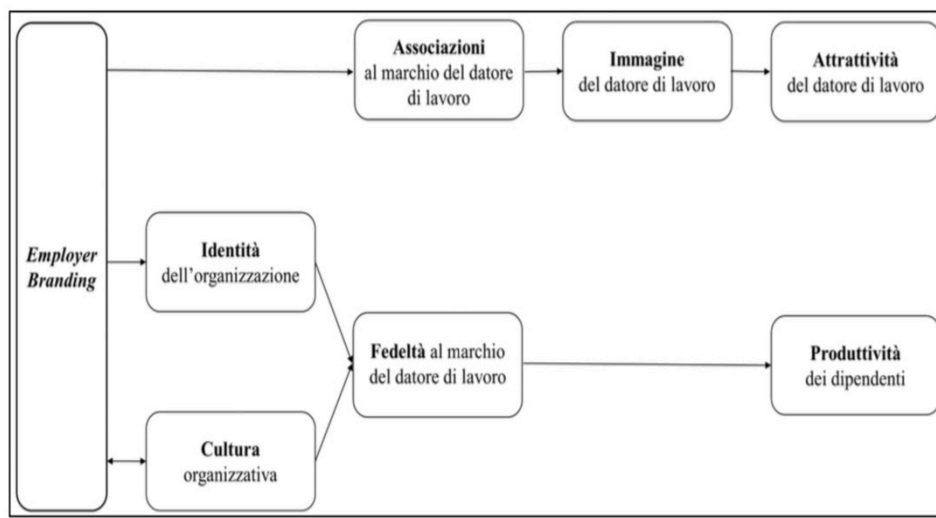 Associazioni
al marchio del datore
di lavoro
Immagine
del datore di lavoro
Attrattività
del datore di lavoro
Employer
Branding
Identità
dell’organizzazione
Fedeltà al marchio
del datore di lavoro
Produttività
dei dipendenti
Cultura
organizzativa